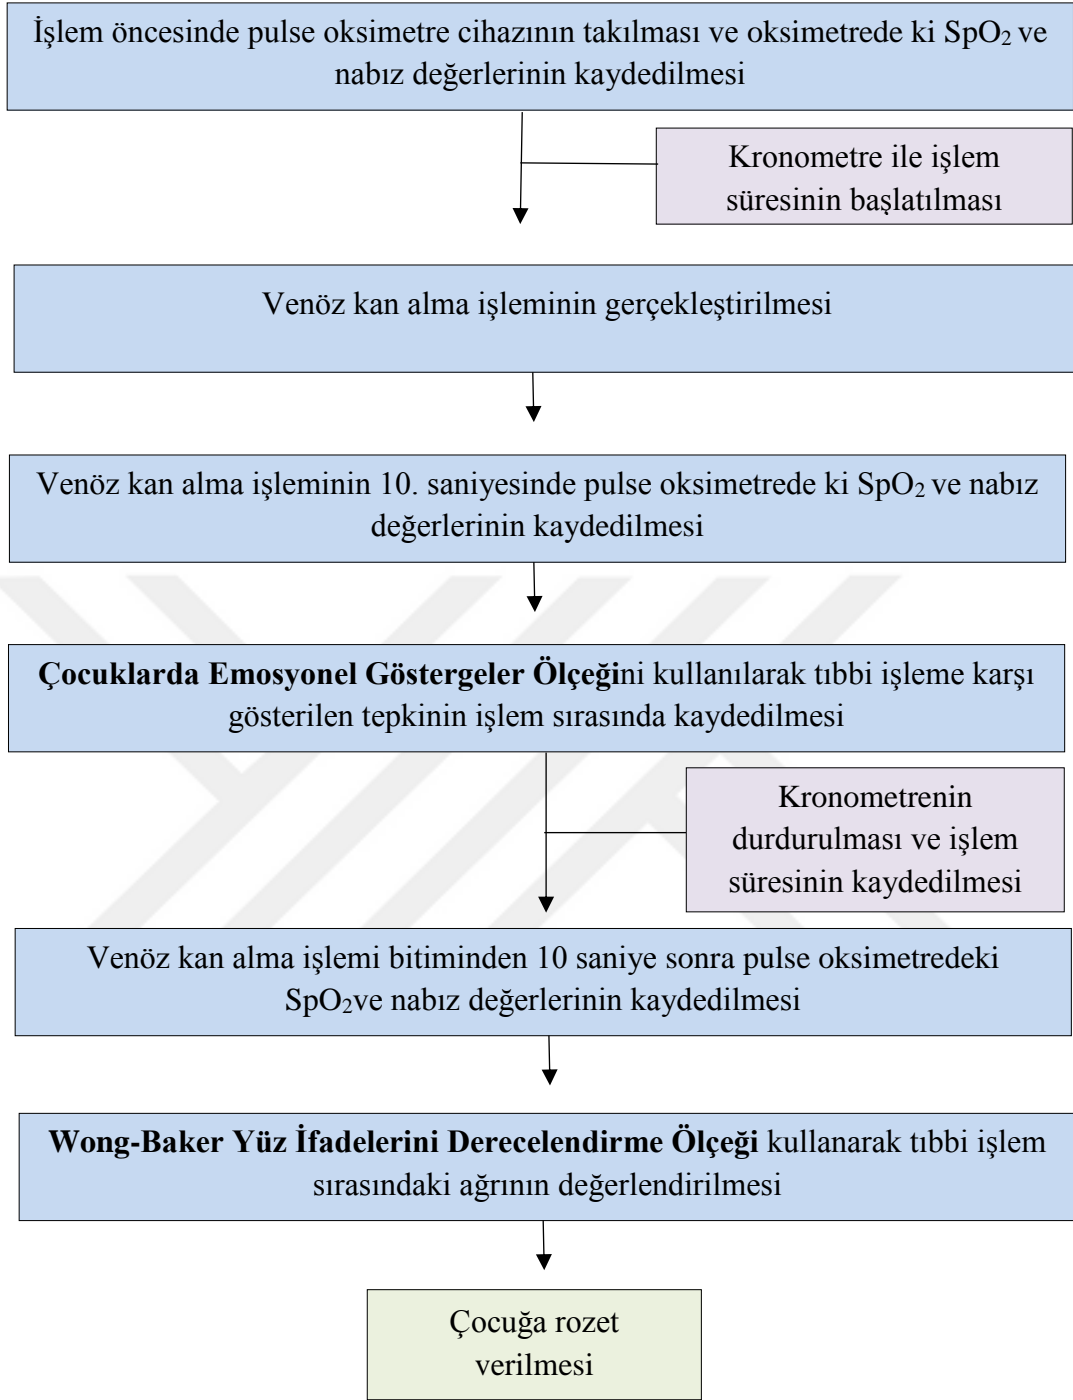 İşlem öncesinde pulse oksimetre cihazının takılması ve oksimetrede ki SpO₂ ve
nabız değerlerinin kaydedilmesi
Kronometre ile işlem
süresinin başlatılması
Venöz kan alma işleminin gerçekleştirilmesi
Venöz kan alma işleminin 10. saniyesinde pulse oksimetrede ki SpO₂ ve nabız
değerlerinin kaydedilmesi
Çocuklarda Emosyonel Göstergeler Ölçeğini kullanılarak tıbbi işleme karşı
gösterilen tepkinin işlem sırasında kaydedilmesi
Kronometrenin
durdurulması ve işlem
süresinin kaydedilmesi
Venöz kan alma işlemi bitiminden 10 saniye sonra pulse oksimetredeki
SpO₂ve nabız değerlerinin kaydedilmesi
Wong-Baker Yüz İfadelerini Derecelendirme Ölçeği kullanarak tıbbi işlem
sırasındaki ağrının değerlendirilmesi
Çocuğa rozet
verilmesi